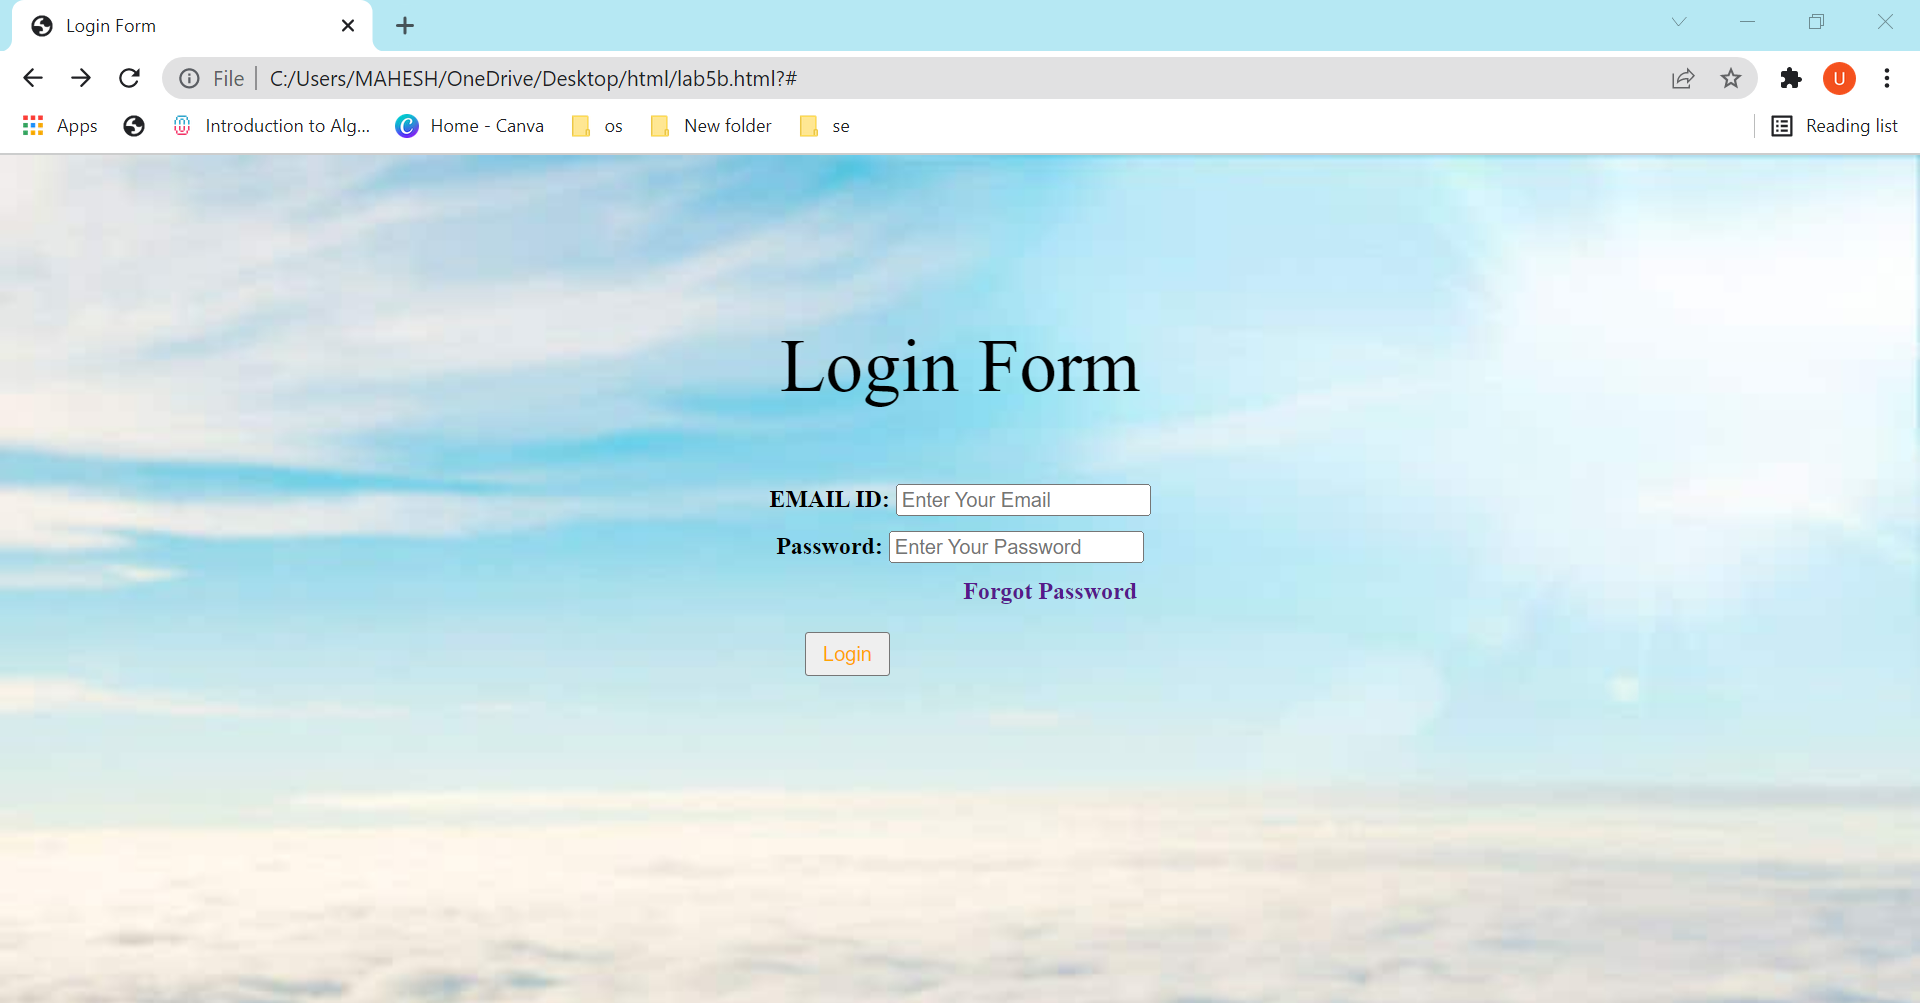 Login Form
File C:/Users/MAHESH/OneDrive/Desktop/html/lab5b.html?# U
Apps Introduction to Alg... Home - Canva os New folder se Reading list
Login Form
EMAIL ID: Enter Your Email
Password: Enter Your Password
Forgot Password
Login